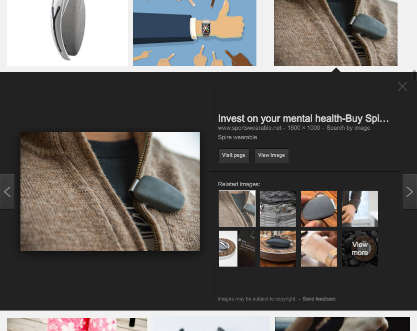 Invest on your mental health-Buy Spi...
www.sportswearable.net - 1500 × 1000 - Search by image
Spire wearable
Visit page
View image
Related Images:
View
more
Images may be subject to copyright. - Send feedback